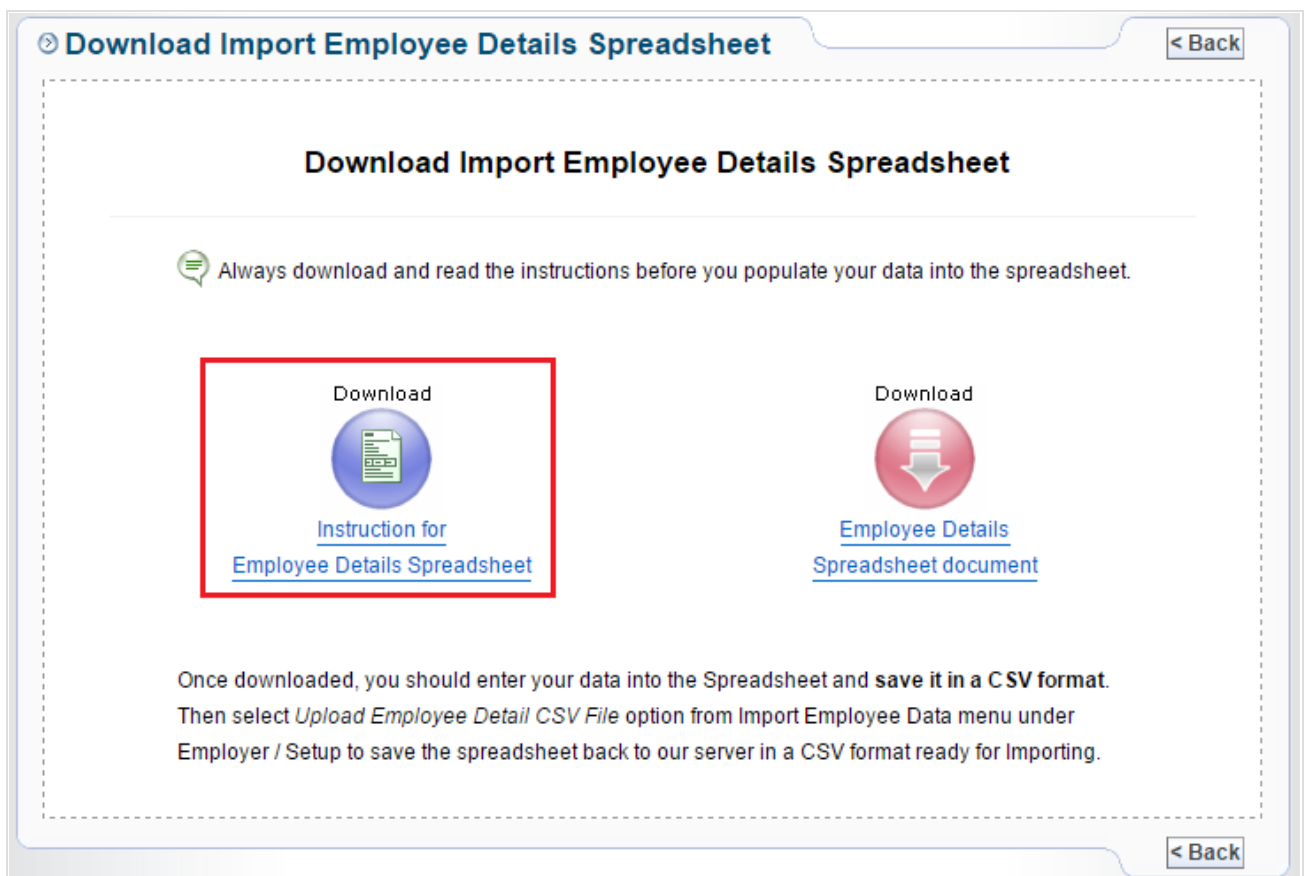 Download Import Employee Details Spreadsheet
< Back
Download Import Employee Details Spreadsheet
Always download and read the instructions before you populate your data into the spreadsheet.
Download
Instruction for
Employee Details Spreadsheet
Download
Employee Details
Spreadsheet document
Once downloaded, you should enter your data into the Spreadsheet and save it in a CSV format.
Then select Upload Employee Detail CSV File option from Import Employee Data menu under
Employer / Setup to save the spreadsheet back to our server in a CSV format ready for Importing.
< Back